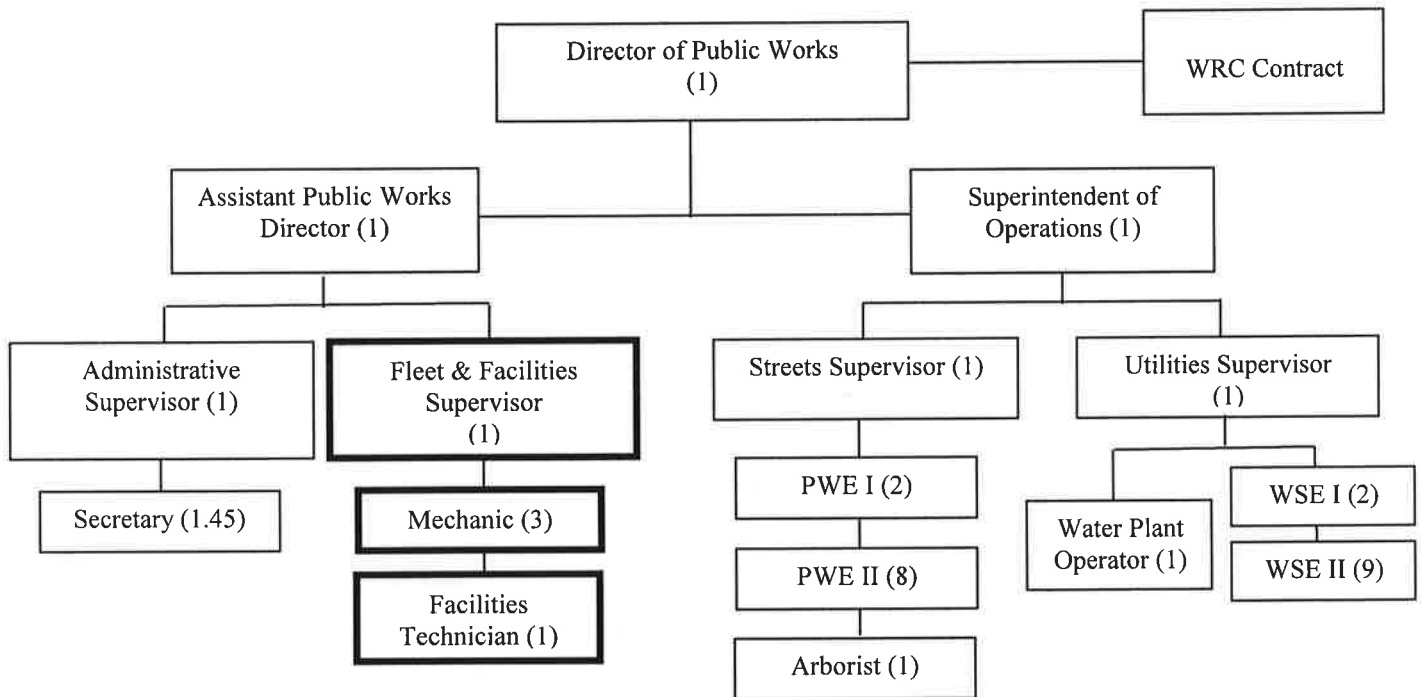 Director of Public Works
(1)
WRC Contract
Assistant Public Works
Director (1)
Superintendent of
Operations (1)
Administrative
Supervisor (1)
Fleet & Facilities
Supervisor
(1)
Streets Supervisor (1)
Utilities Supervisor
(1)
Secretary (1.45)
Mechanic (3)
Facilities
Technician (1)
PWE I (2)
PWE II (8)
Arborist (1)
Water Plant
Operator (1)
WSE I (2)
WSE II (9)